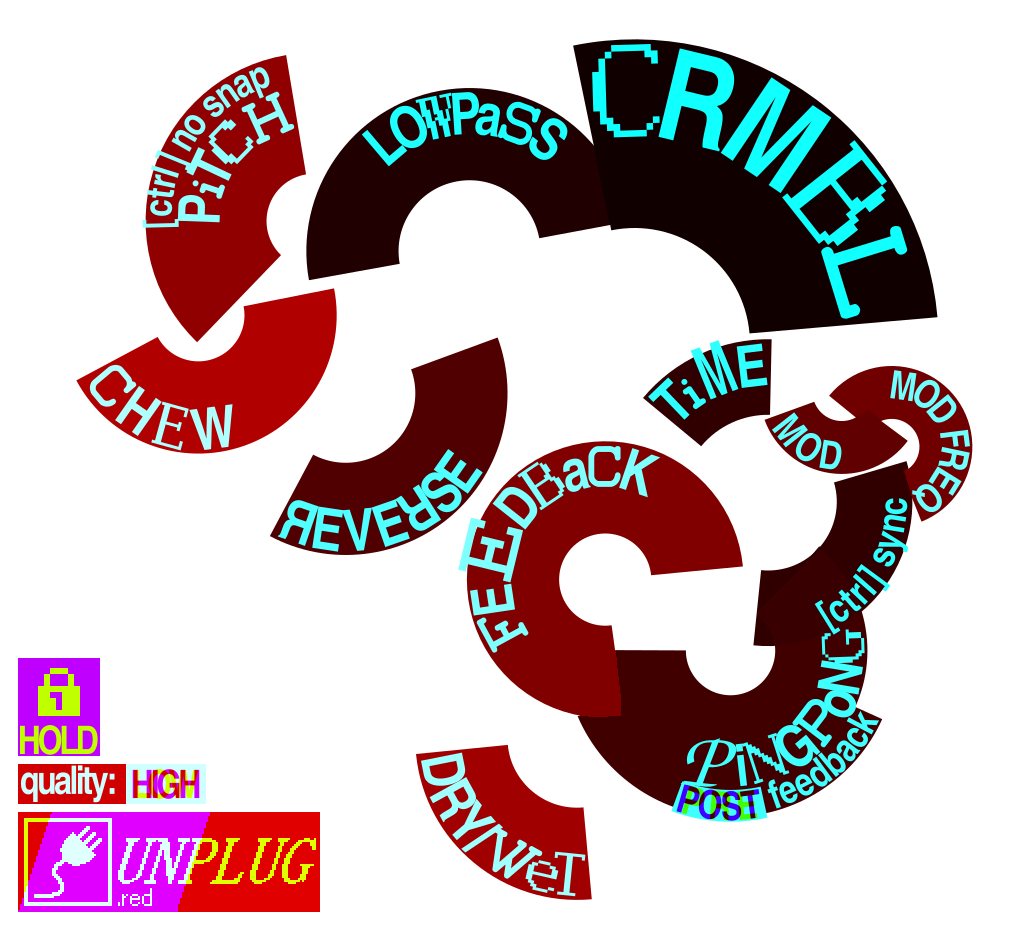 [ctrl] no snap
PiTCH
LOWPaSS
CRMBL
CHEW
REVERSE
TiME
MOD
MOD FREQ
FEEDBaCK
[ctrl] sync
PiNGPoNG
POST feedback
DRY/WeT
HOLD
quality: HIGH
UNPLUG
.red